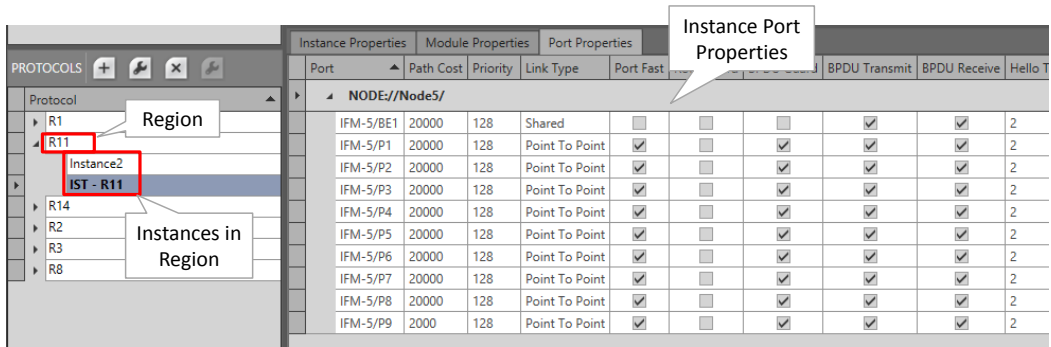 Instance Port
Properties
Instance Properties Module Properties Port Properties
PROTOCOLS
Port Path Cost Priority Link Type Port Fast BPDU Transmit BPDU Receive Hello T
Protocol
NODE://Node5/
R1
Region
IFM-5/BE1 20000 128 Shared 2
R11
IFM-5/P1 20000 128 Point To Point 2
Instance2
IFM-5/P2 20000 128 Point To Point 2
IST - R11
IFM-5/P3 20000 128 Point To Point 2
R14
IFM-5/P4 20000 128 Point To Point 2
R2
Instances in
Region
IFM-5/P5 20000 128 Point To Point 2
R3
IFM-5/P6 20000 128 Point To Point 2
R8
IFM-5/P7 20000 128 Point To Point 2
IFM-5/P8 20000 128 Point To Point 2
IFM-5/P9 2000 128 Point To Point 2